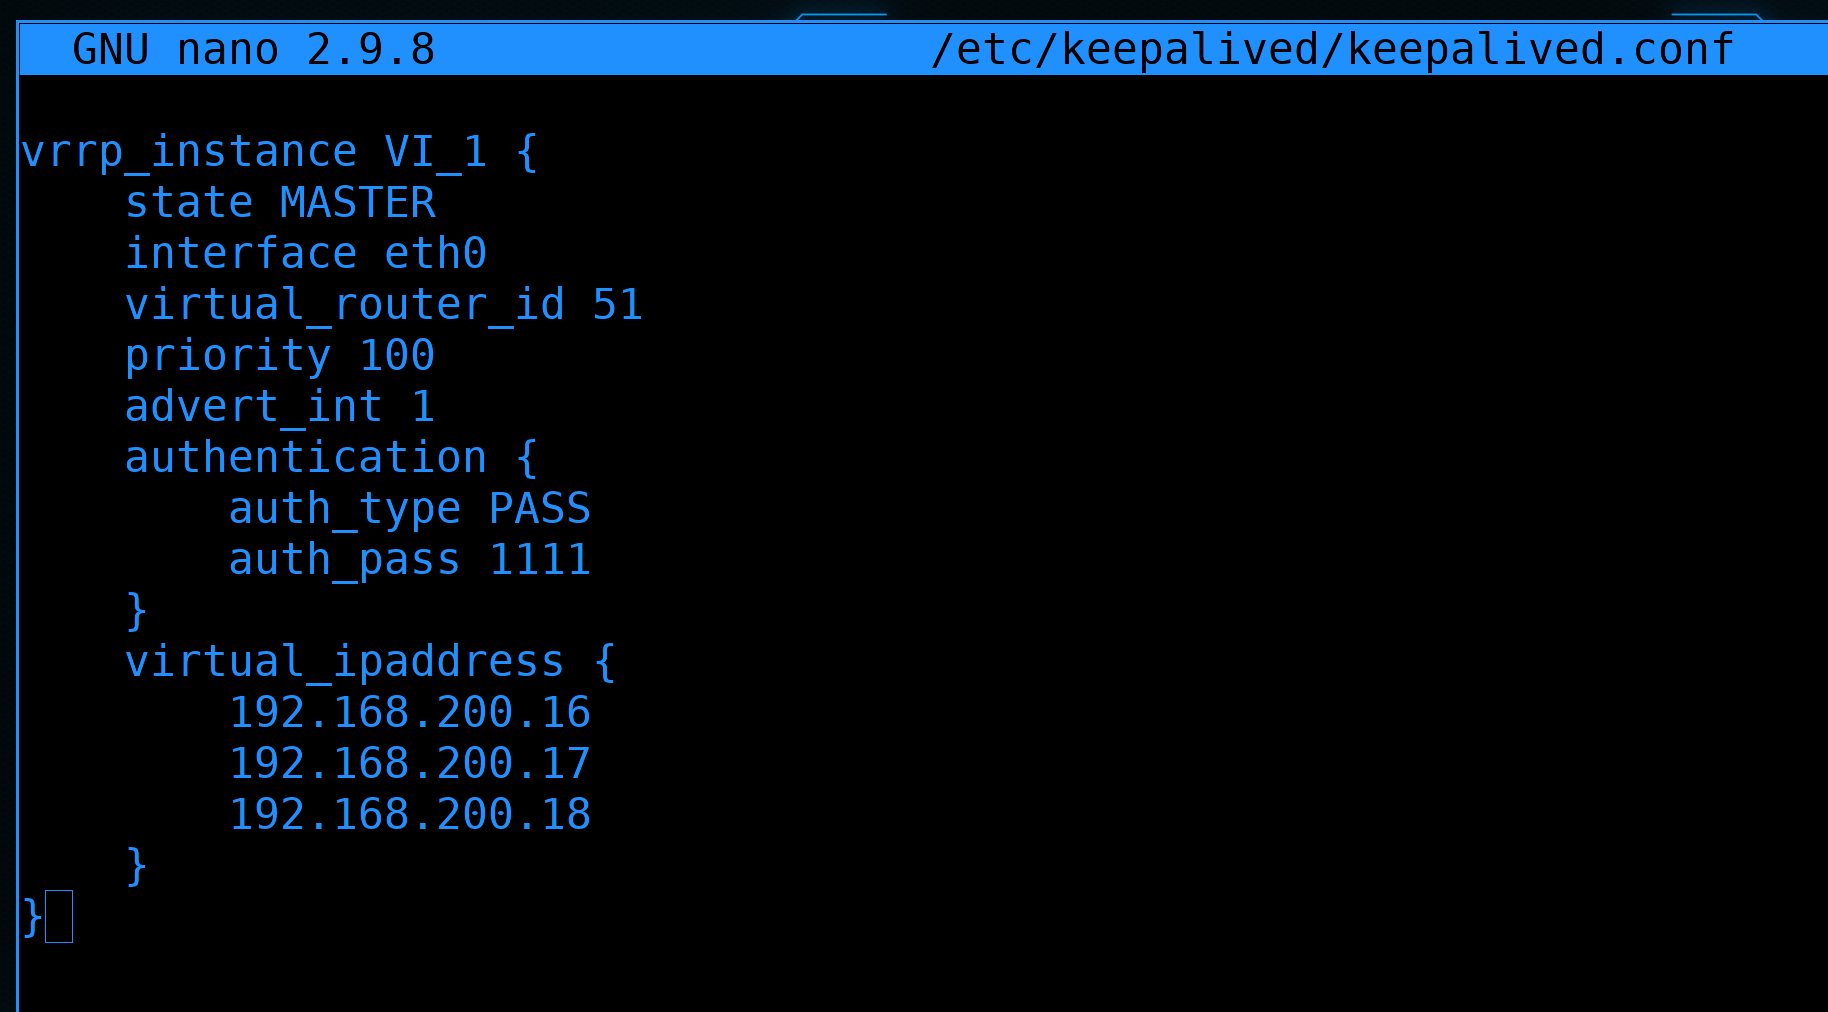 GNU nano 2.9.8 /etc/keepalived/keepalived.conf
vrrp_instance VI_1 {
    state MASTER
    interface eth0
    virtual_router_id 51
    priority 100
    advert_int 1
    authentication {
        auth_type PASS
        auth_pass 1111
    }
    virtual_ipaddress {
        192.168.200.16
        192.168.200.17
        192.168.200.18
    }
}